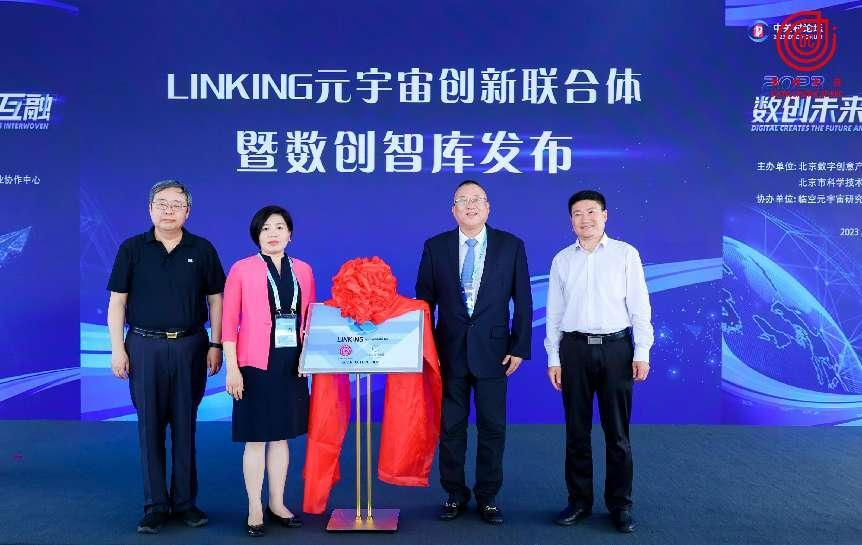 LINKING元宇宙创新联合体
暨数创智库发布
互融
INTERWOVEN
业协作中心
中关村论坛
数创未来
DIGITAL CREATES THE FUTURE AN
主办单位: 北京数字创意产
北京市科学技术
协办单位: 临空元宇宙研究
2023
LINKING